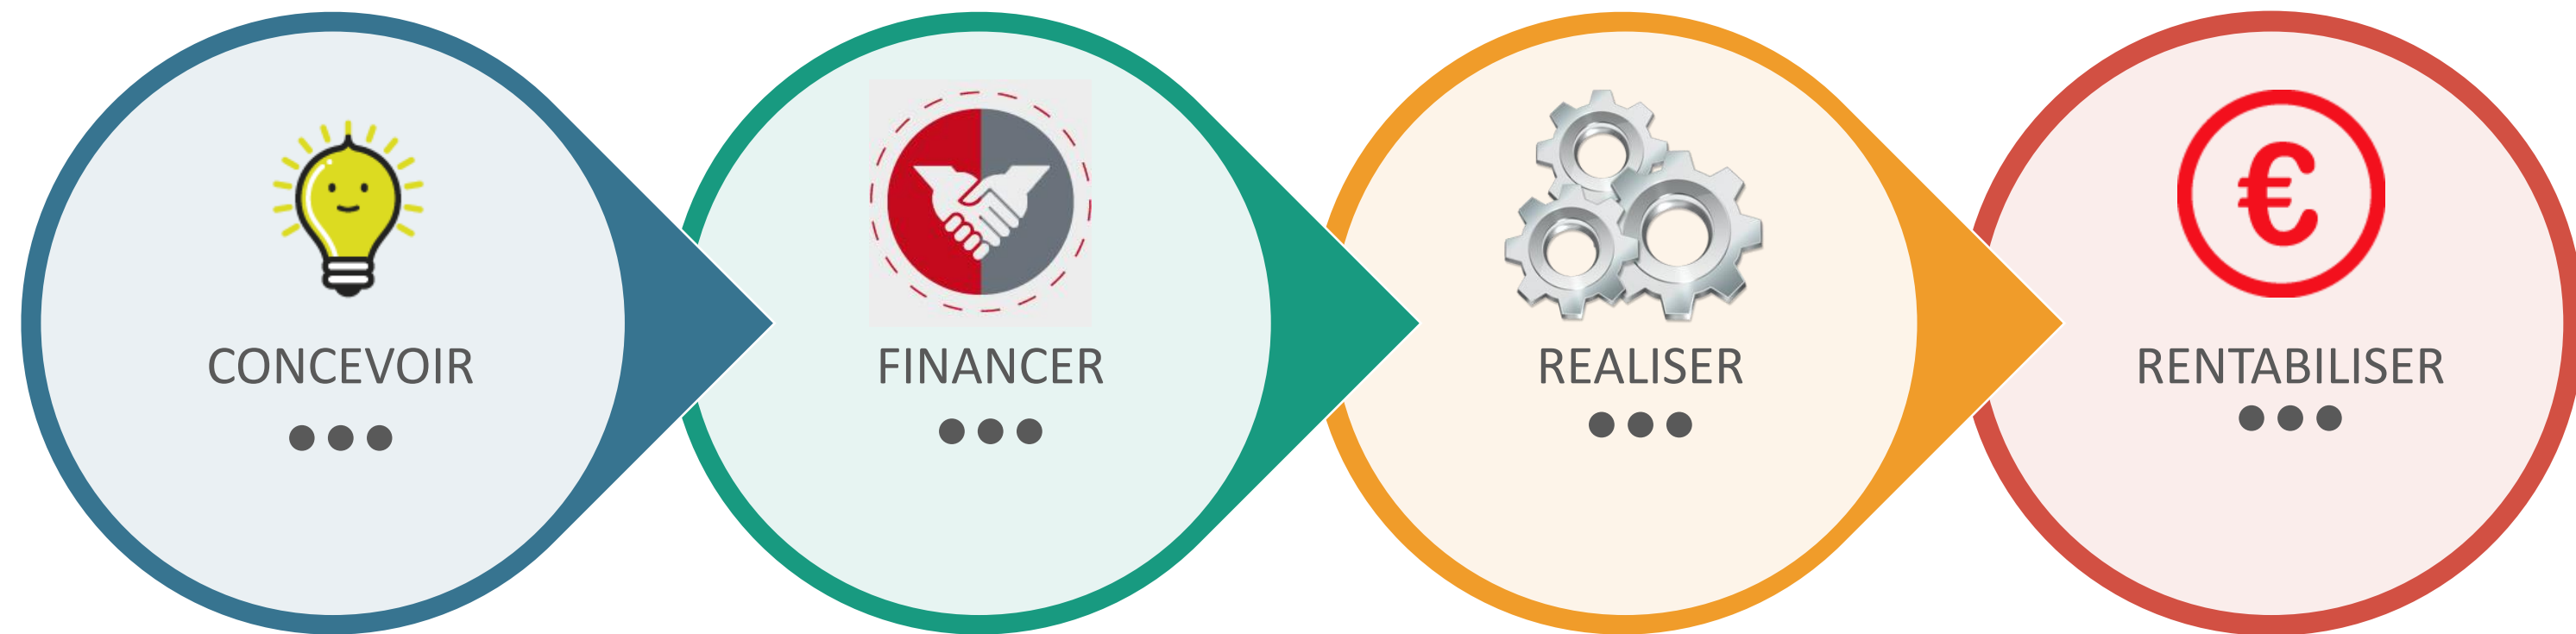 CONCEVOIR
FINANCER
REALISER
RENTABILISER
€